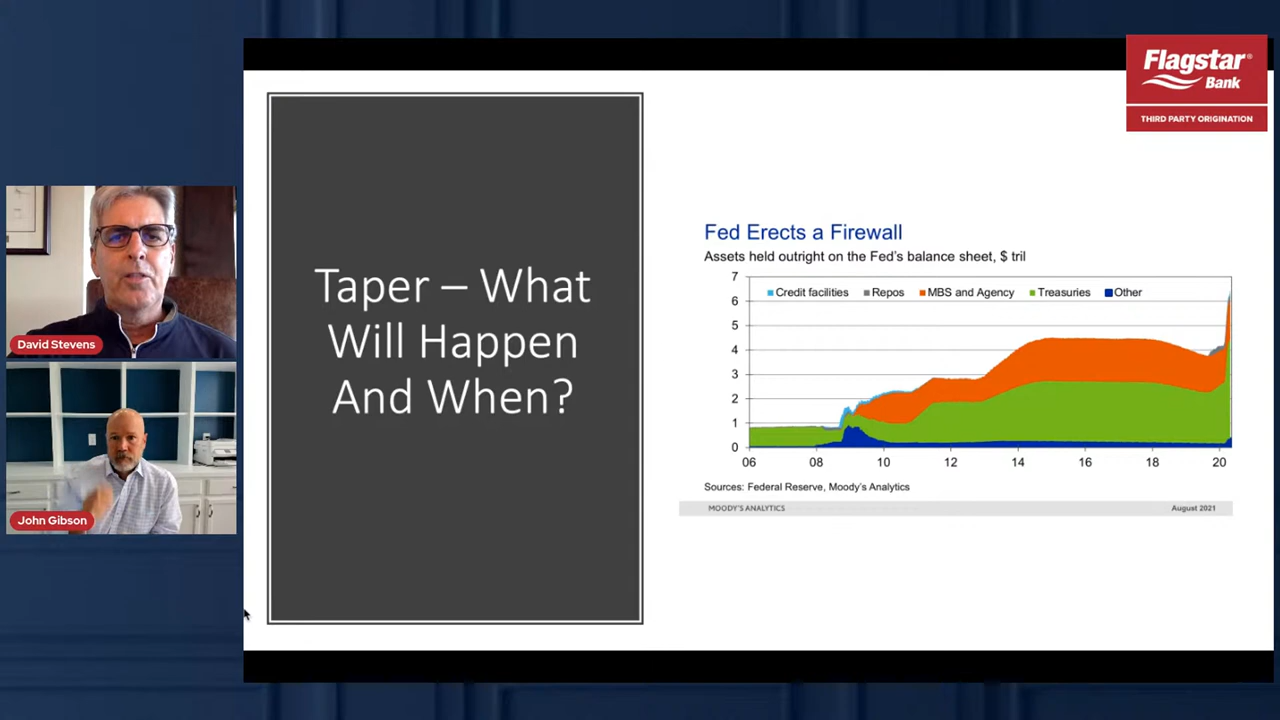 Flagstar®
Bank
THIRD PARTY ORIGINATION
David Stevens
John Gibson
Taper – What
Will Happen
And When?
Fed Erects a Firewall
Assets held outright on the Fed's balance sheet, $ tril
7
Credit facilities Repos MBS and Agency Treasuries Other
6
5
4
3
2
1
0
06 08 10 12 14 16 18 20
Sources: Federal Reserve, Moody's Analytics
MOODY'S ANALYTICS August 2021